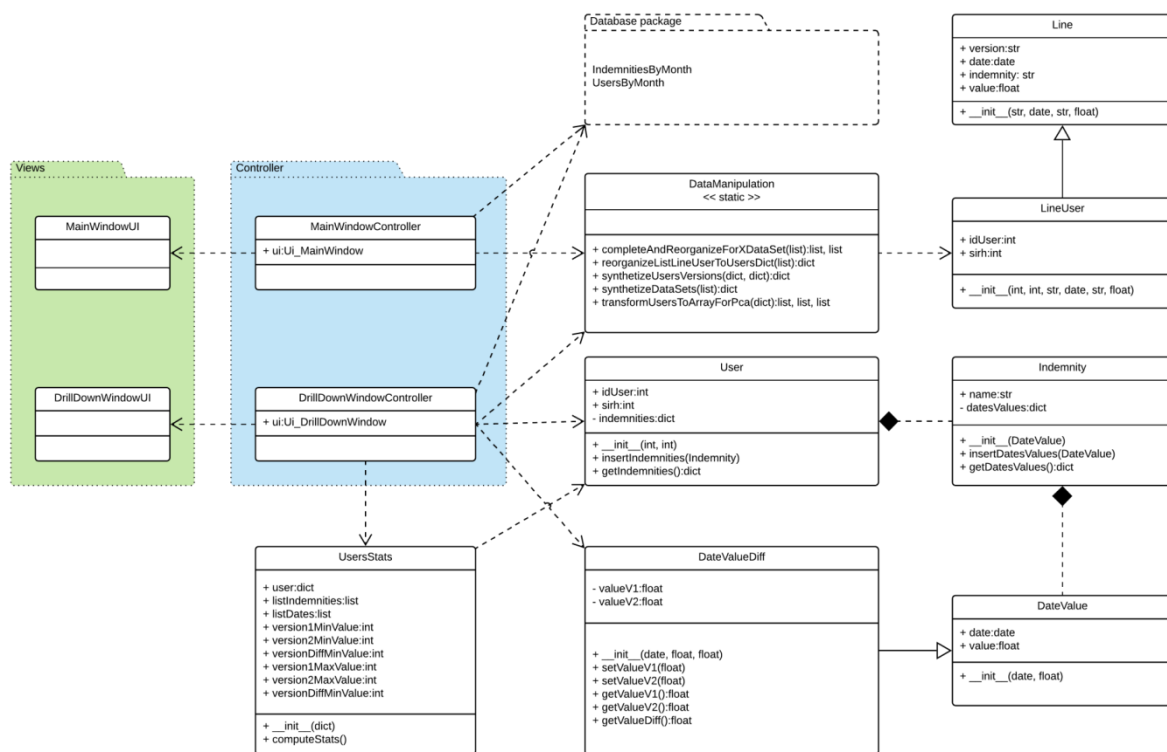 Database package
IndemnitiesByMonth
UsersByMonth
Line
+ version:str
+ date:date
+ indemnity: str
+ value:float
+ __init__(str, date, str, float)
Views
MainWindowUI
DrillDownWindowUI
Controller
MainWindowController
+ ui:Ui_MainWindow
DrillDownWindowController
+ ui:Ui_DrillDownWindow
DataManipulation
<< static >>
+ completeAndReorganizeForXDataSet(list):list, list
+ reorganizeListLineUserToUsersDict(list):dict
+ synthetizeUsersVersions(dict, dict):dict
+ synthetizeDataSets(list):dict
+ transformUsersToArrayForPca(dict):list, list, list
LineUser
+ idUser:int
+ sirh:int
+ __init__(int, int, str, date, str, float)
User
+ idUser:int
+ sirh:int
- indemnities:dict
+ __init__(int, int)
+ insertIndemnities(Indemnity)
+ getIndemnities():dict
Indemnity
+ name:str
- datesValues:dict
+ __init__(DateValue)
+ insertDatesValues(DateValue)
+ getDatesValues():dict
UsersStats
+ user:dict
+ listIndemnities:list
+ listDates:list
+ version1MinValue:int
+ version2MinValue:int
+ versionDiffMinValue:int
+ version1MaxValue:int
+ version2MaxValue:int
+ versionDiffMinValue:int
+ __init__(dict)
+ computeStats()
DateValueDiff
- valueV1:float
- valueV2:float
+ __init__(date, float, float)
+ setValueV1(float)
+ setValueV2(float)
+ getValueV1():float
+ getValueV2():float
+ getValueDiff():float
DateValue
+ date:date
+ value:float
+ __init__(date, float)